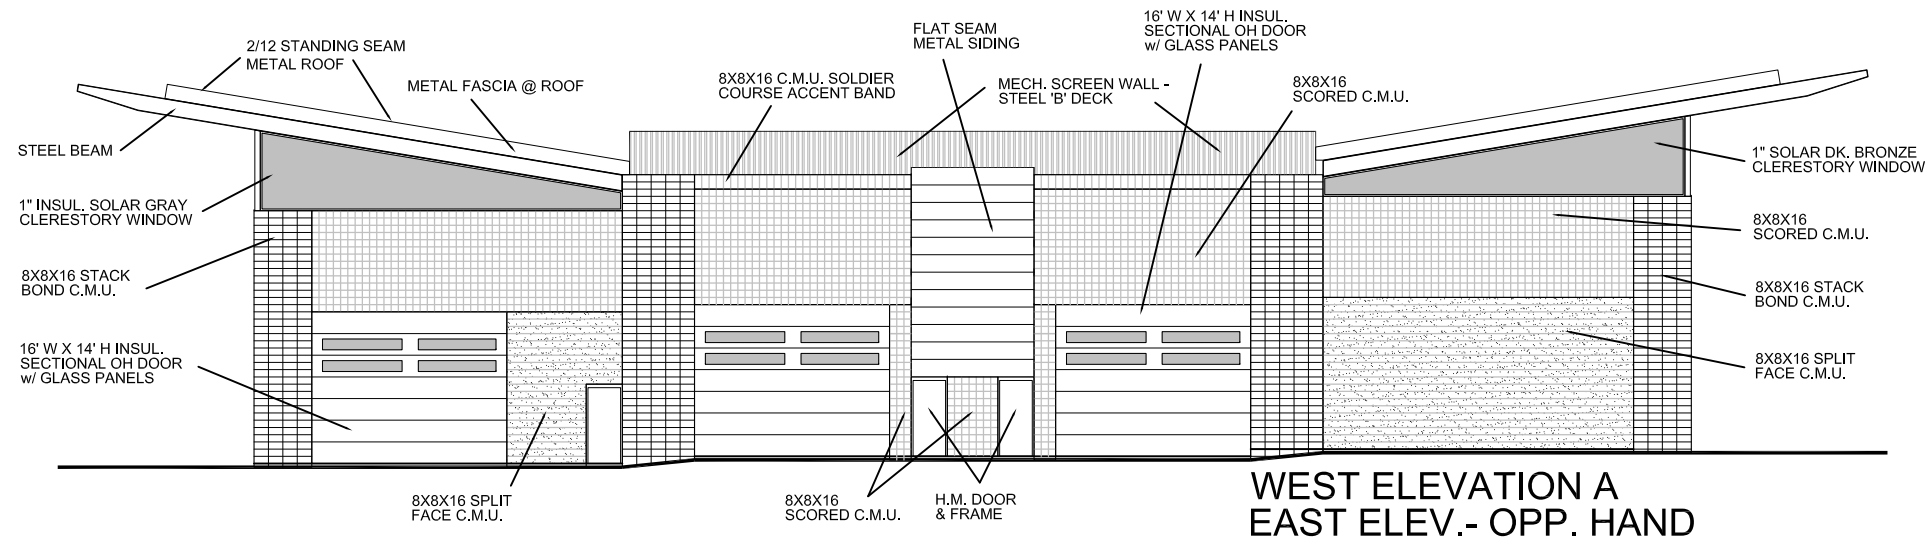 2/12 STANDING SEAM
METAL ROOF
METAL FASCIA @ ROOF
8X8X16 C.M.U. SOLDIER
COURSE ACCENT BAND
FLAT SEAM
METAL SIDING
MECH. SCREEN WALL -
STEEL 'B' DECK
16' W X 14' H INSUL.
SECTIONAL OH DOOR
w/ GLASS PANELS
8X8X16
SCORED C.M.U.
STEEL BEAM
1" INSUL. SOLAR GRAY
CLERESTORY WINDOW
8X8X16 STACK
BOND C.M.U.
16' W X 14' H INSUL.
SECTIONAL OH DOOR
w/ GLASS PANELS
1" SOLAR DK. BRONZE
CLERESTORY WINDOW
8X8X16
SCORED C.M.U.
8X8X16 STACK
BOND C.M.U.
8X8X16 SPLIT
FACE C.M.U.
8X8X16 SPLIT
FACE C.M.U.
8X8X16
SCORED C.M.U.
H.M. DOOR
& FRAME
WEST ELEVATION A
EAST ELEV.- OPP. HAND